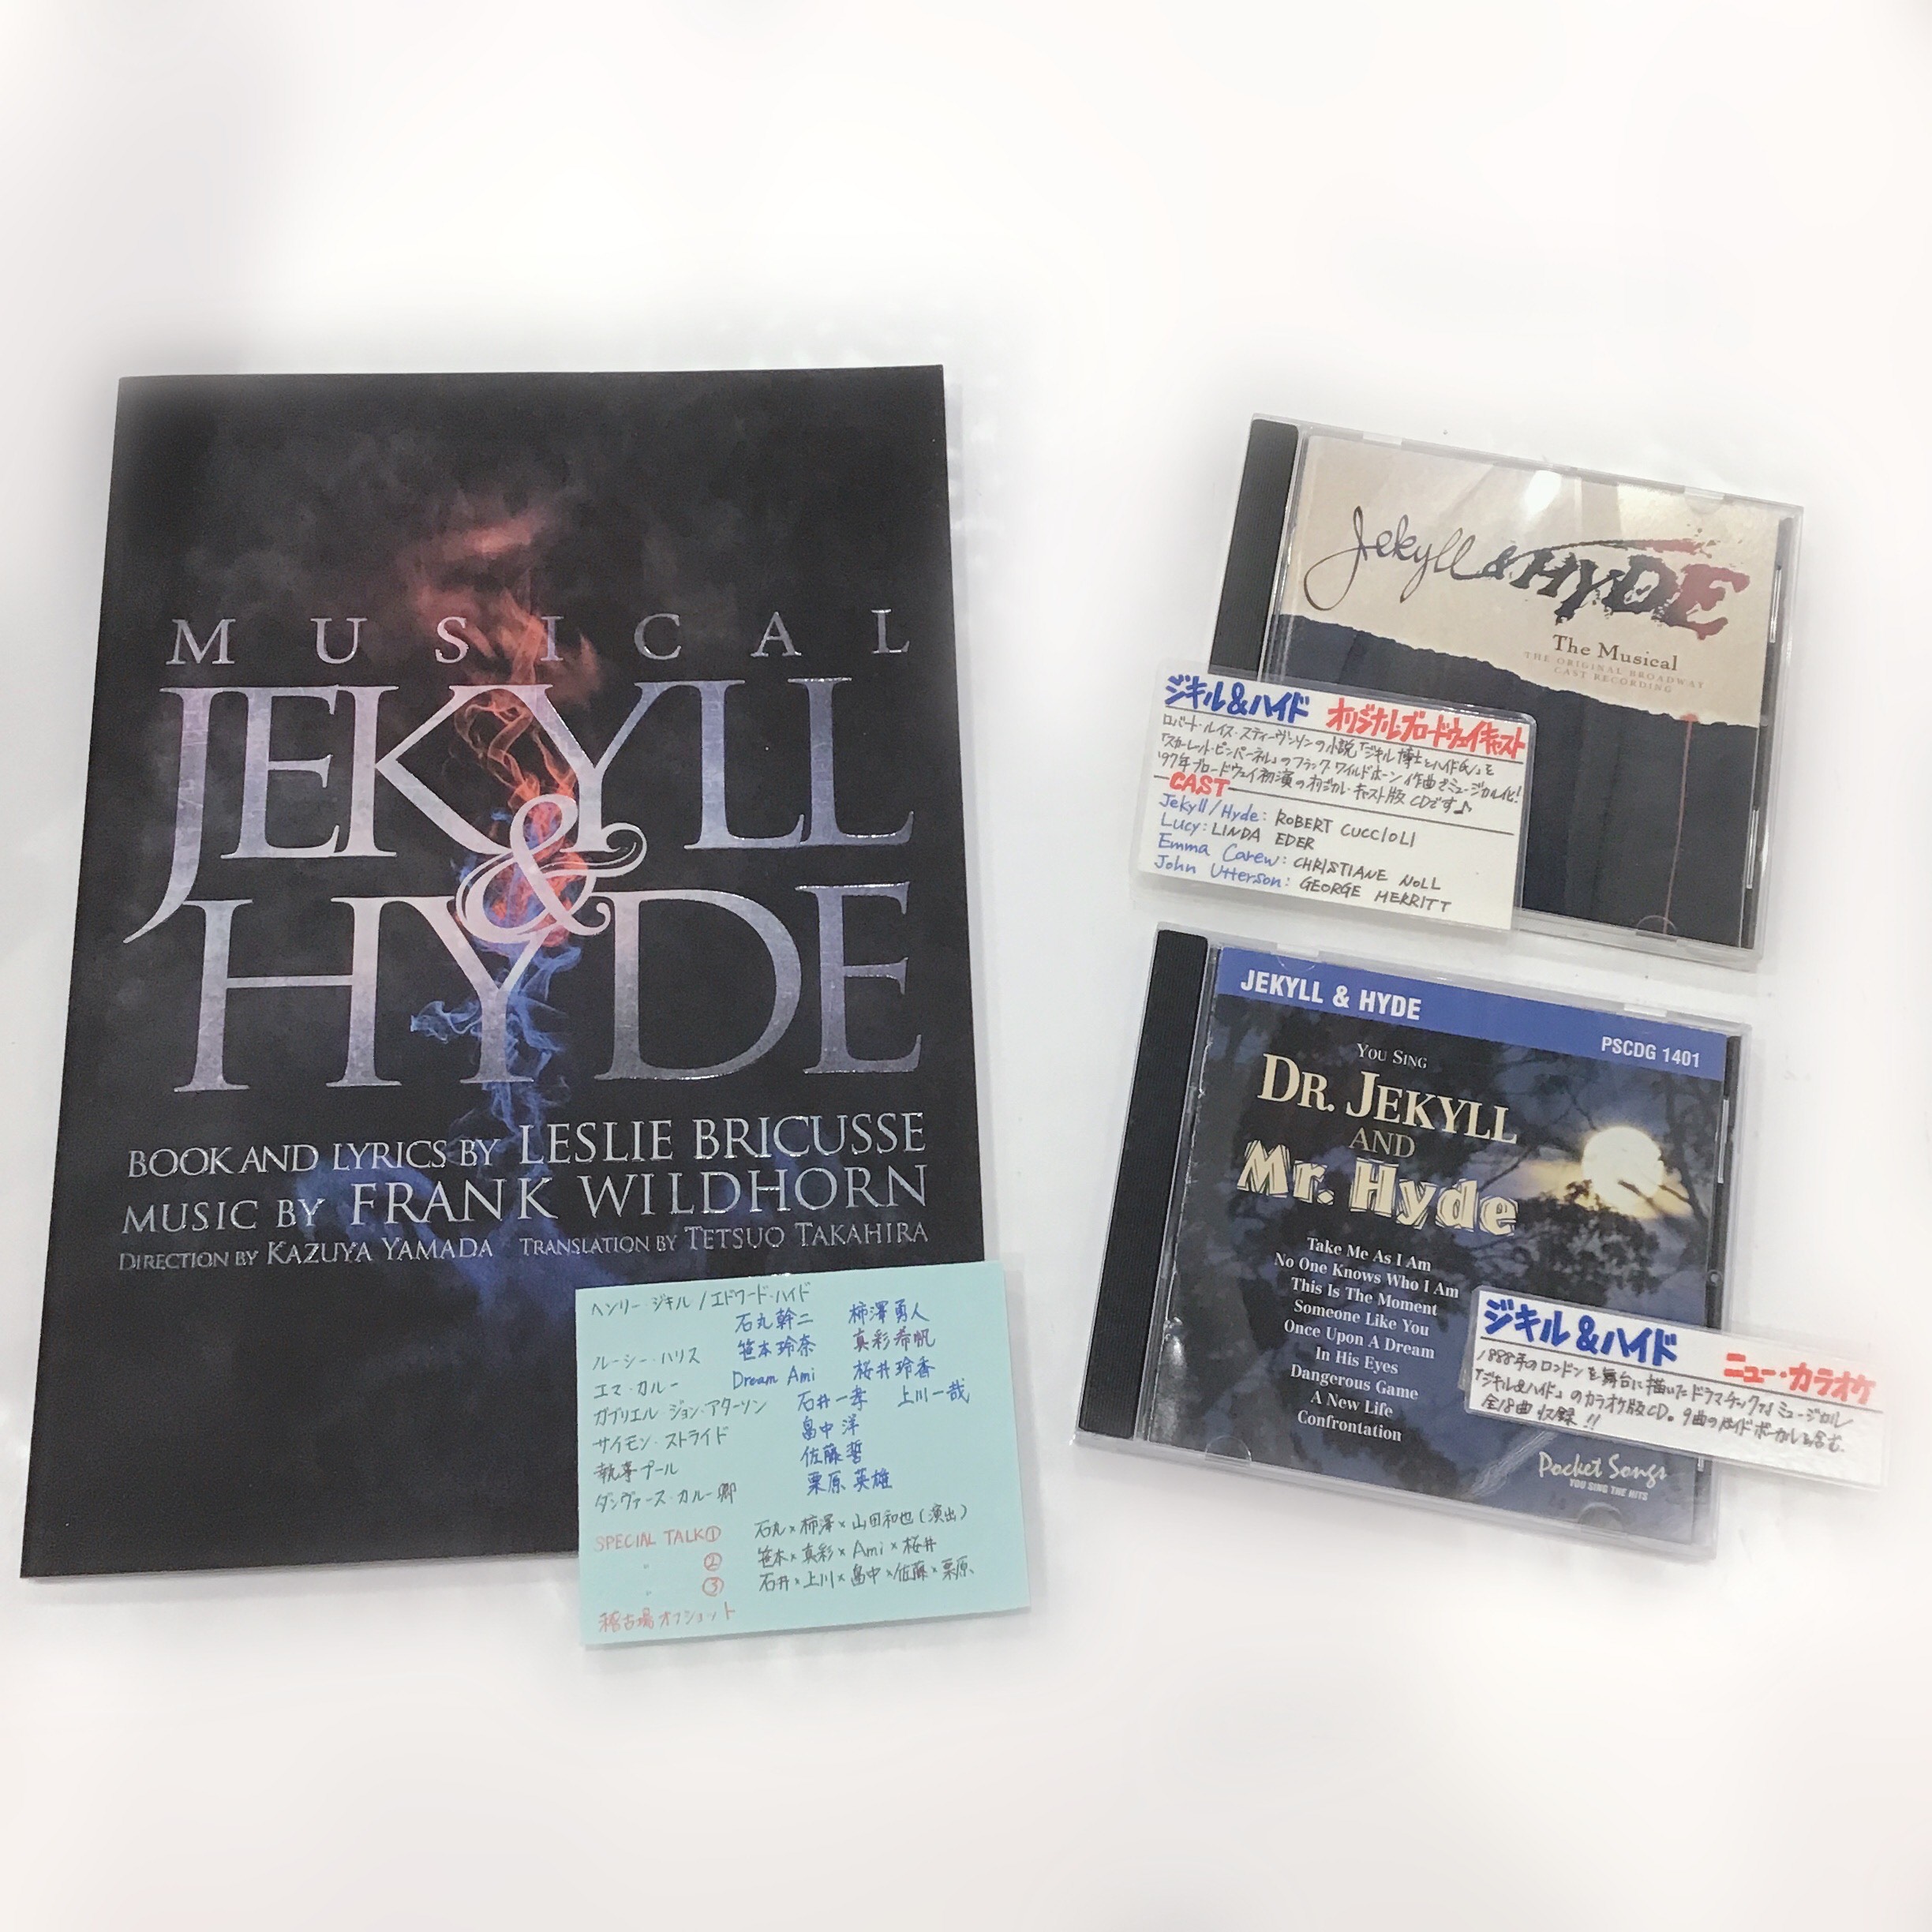 MUSICAL
JEKYLL
&
HYDE
BOOK AND LYRICS BY LESLIE BRICUSSE
MUSIC BY FRANK WILDHORN
DIRECTION BY KAZUYA YAMADA TRANSLATION BY TETSUO TAKAHIRA
ヘンリー・ジキル/エドワード・ハイド
石丸幹二 柿澤勇人
ルーシー・ハリス 笹本玲奈 真彩希帆
エマ・カルー Dream Ami 桜井玲香
ガブリエル・ジョン・アターソン 石井一孝 上川一哉
サイモン・ストライド 畠中洋
執事プール 佐藤誓
ダンヴァース・カルー卿 栗原英雄
SPECIAL TALK① 石丸×柿澤×山田和也(演出)
〃 ② 笹本×真彩×Ami×桜井
〃 ③ 石井×上川×畠中×佐藤×栗原
稽古場オフショット
Jekyll & HYDE
The Musical
THE ORIGINAL BROADWAY
CAST RECORDING
ジキル&ハイド オリジナル・ブロードウェイキャスト
ロバート・ルイス・スティーヴンソンの小説「ジキル博士とハイド氏」を
「スカーレット・ピンパーネル」のフランク・ワイルドホーン作曲でミュージカル化!
'97年ブロードウェイ初演のオリジナル・キャスト版CDです♪
CAST
Jekyll/Hyde: ROBERT CUCCIOLI
Lucy: LINDA EDER
Emma Carew: CHRISTIANE NOLL
John Utterson: GEORGE MERRITT
JEKYLL & HYDE
PSCDG 1401
YOU SING
DR. JEKYLL
AND
Mr. Hyde
Take Me As I Am
No One Knows Who I Am
This Is The Moment
Someone Like You
Once Upon A Dream
In His Eyes
Dangerous Game
A New Life
Confrontation
Pocket Songs
YOU SING THE HITS
ジキル&ハイド ニュー・カラオケ
1888年のロンドンを舞台に描いたドラマチックなミュージカル
「ジキル&ハイド」のカラオケ版CD。9曲のガイドボーカルも含む、
全18曲収録!!